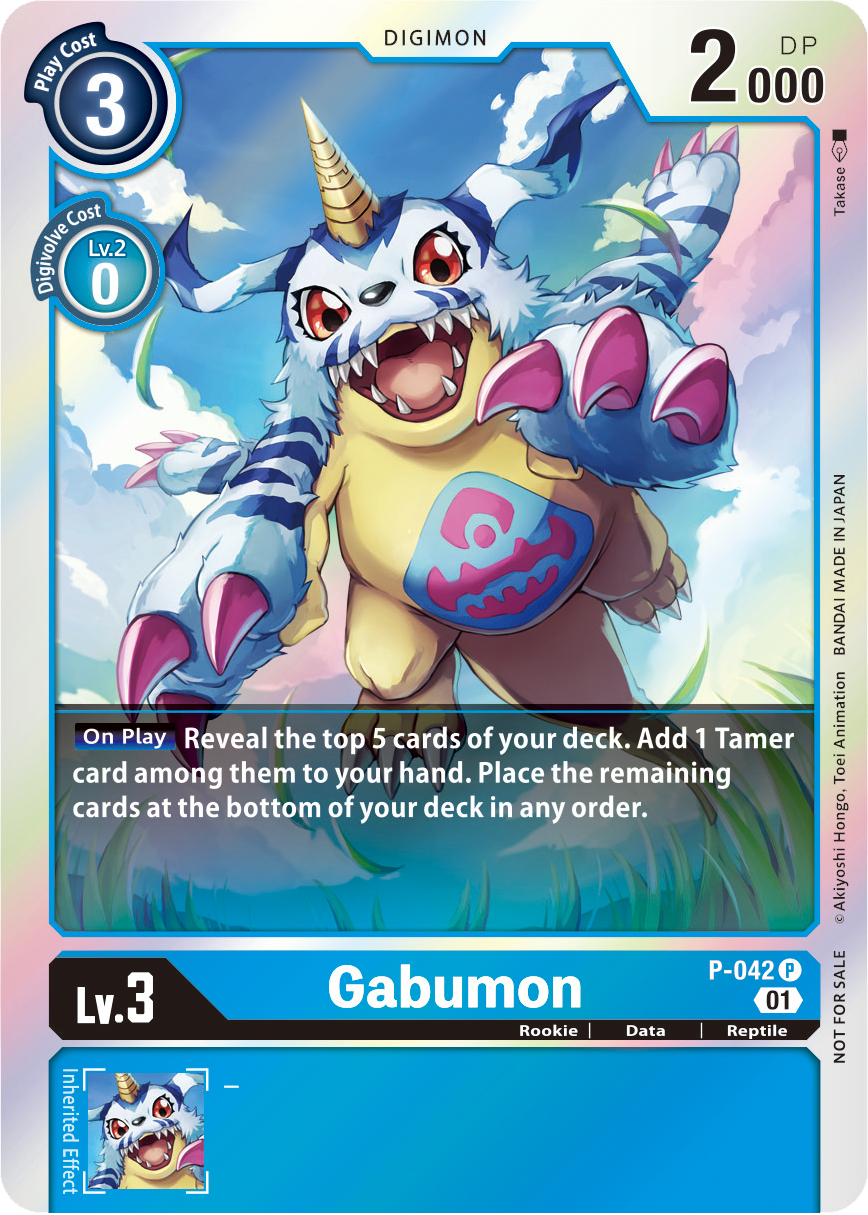 DIGIMON
Play Cost
3
DP
2000
Digivolve Cost
Lv.2
0
Takase
BANDAI MADE IN JAPAN
© Akiyoshi Hongo, Toei Animation
NOT FOR SALE
On Play Reveal the top 5 cards of your deck. Add 1 Tamer
card among them to your hand. Place the remaining
cards at the bottom of your deck in any order.
Lv.3
Gabumon
P-042 P
01
Rookie | Data | Reptile
Inherited Effect
–